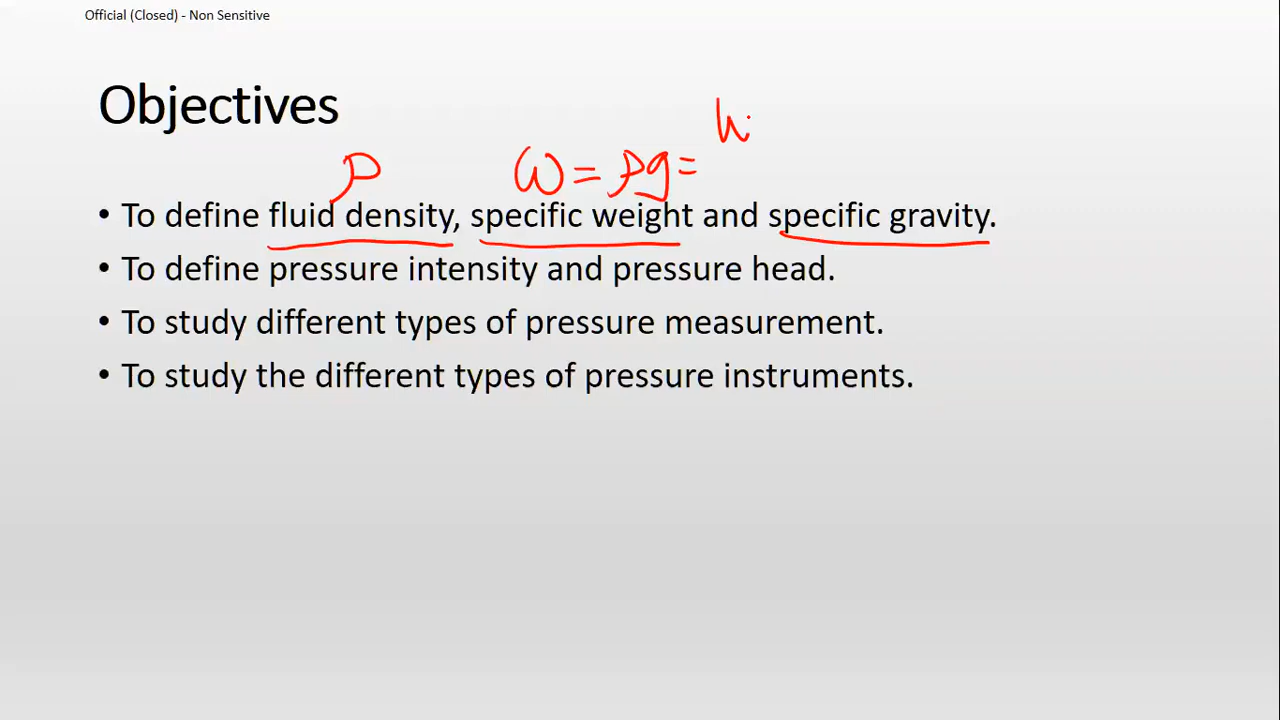 Official (Closed) - Non Sensitive
Objectives
ρ
ω = ρg =
• To define fluid density, specific weight and specific gravity.
• To define pressure intensity and pressure head.
• To study different types of pressure measurement.
• To study the different types of pressure instruments.